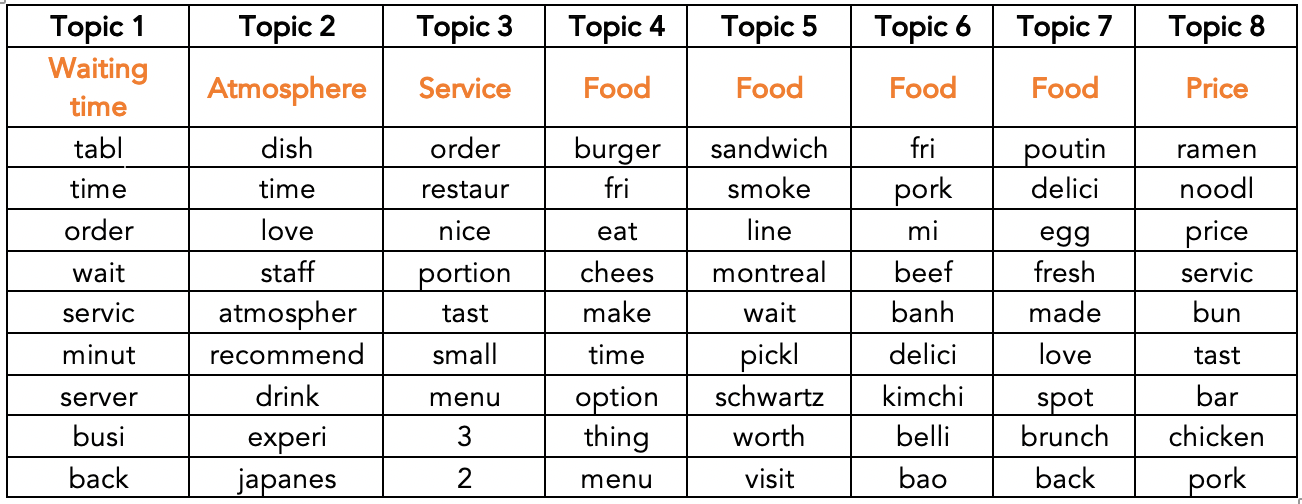 Topic 1 Topic 2 Topic 3 Topic 4 Topic 5 Topic 6 Topic 7 Topic 8
Waiting
time Atmosphere Service Food Food Food Food Price
tabl dish order burger sandwich fri poutin ramen
time time restaur fri smoke pork delici noodl
order love nice eat line mi egg price
wait staff portion chees montreal beef fresh servic
servic atmospher tast make wait banh made bun
minut recommend small time pickl delici love tast
server drink menu option schwartz kimchi spot bar
busi experi 3 thing worth belli brunch chicken
back japanes 2 menu visit bao back pork